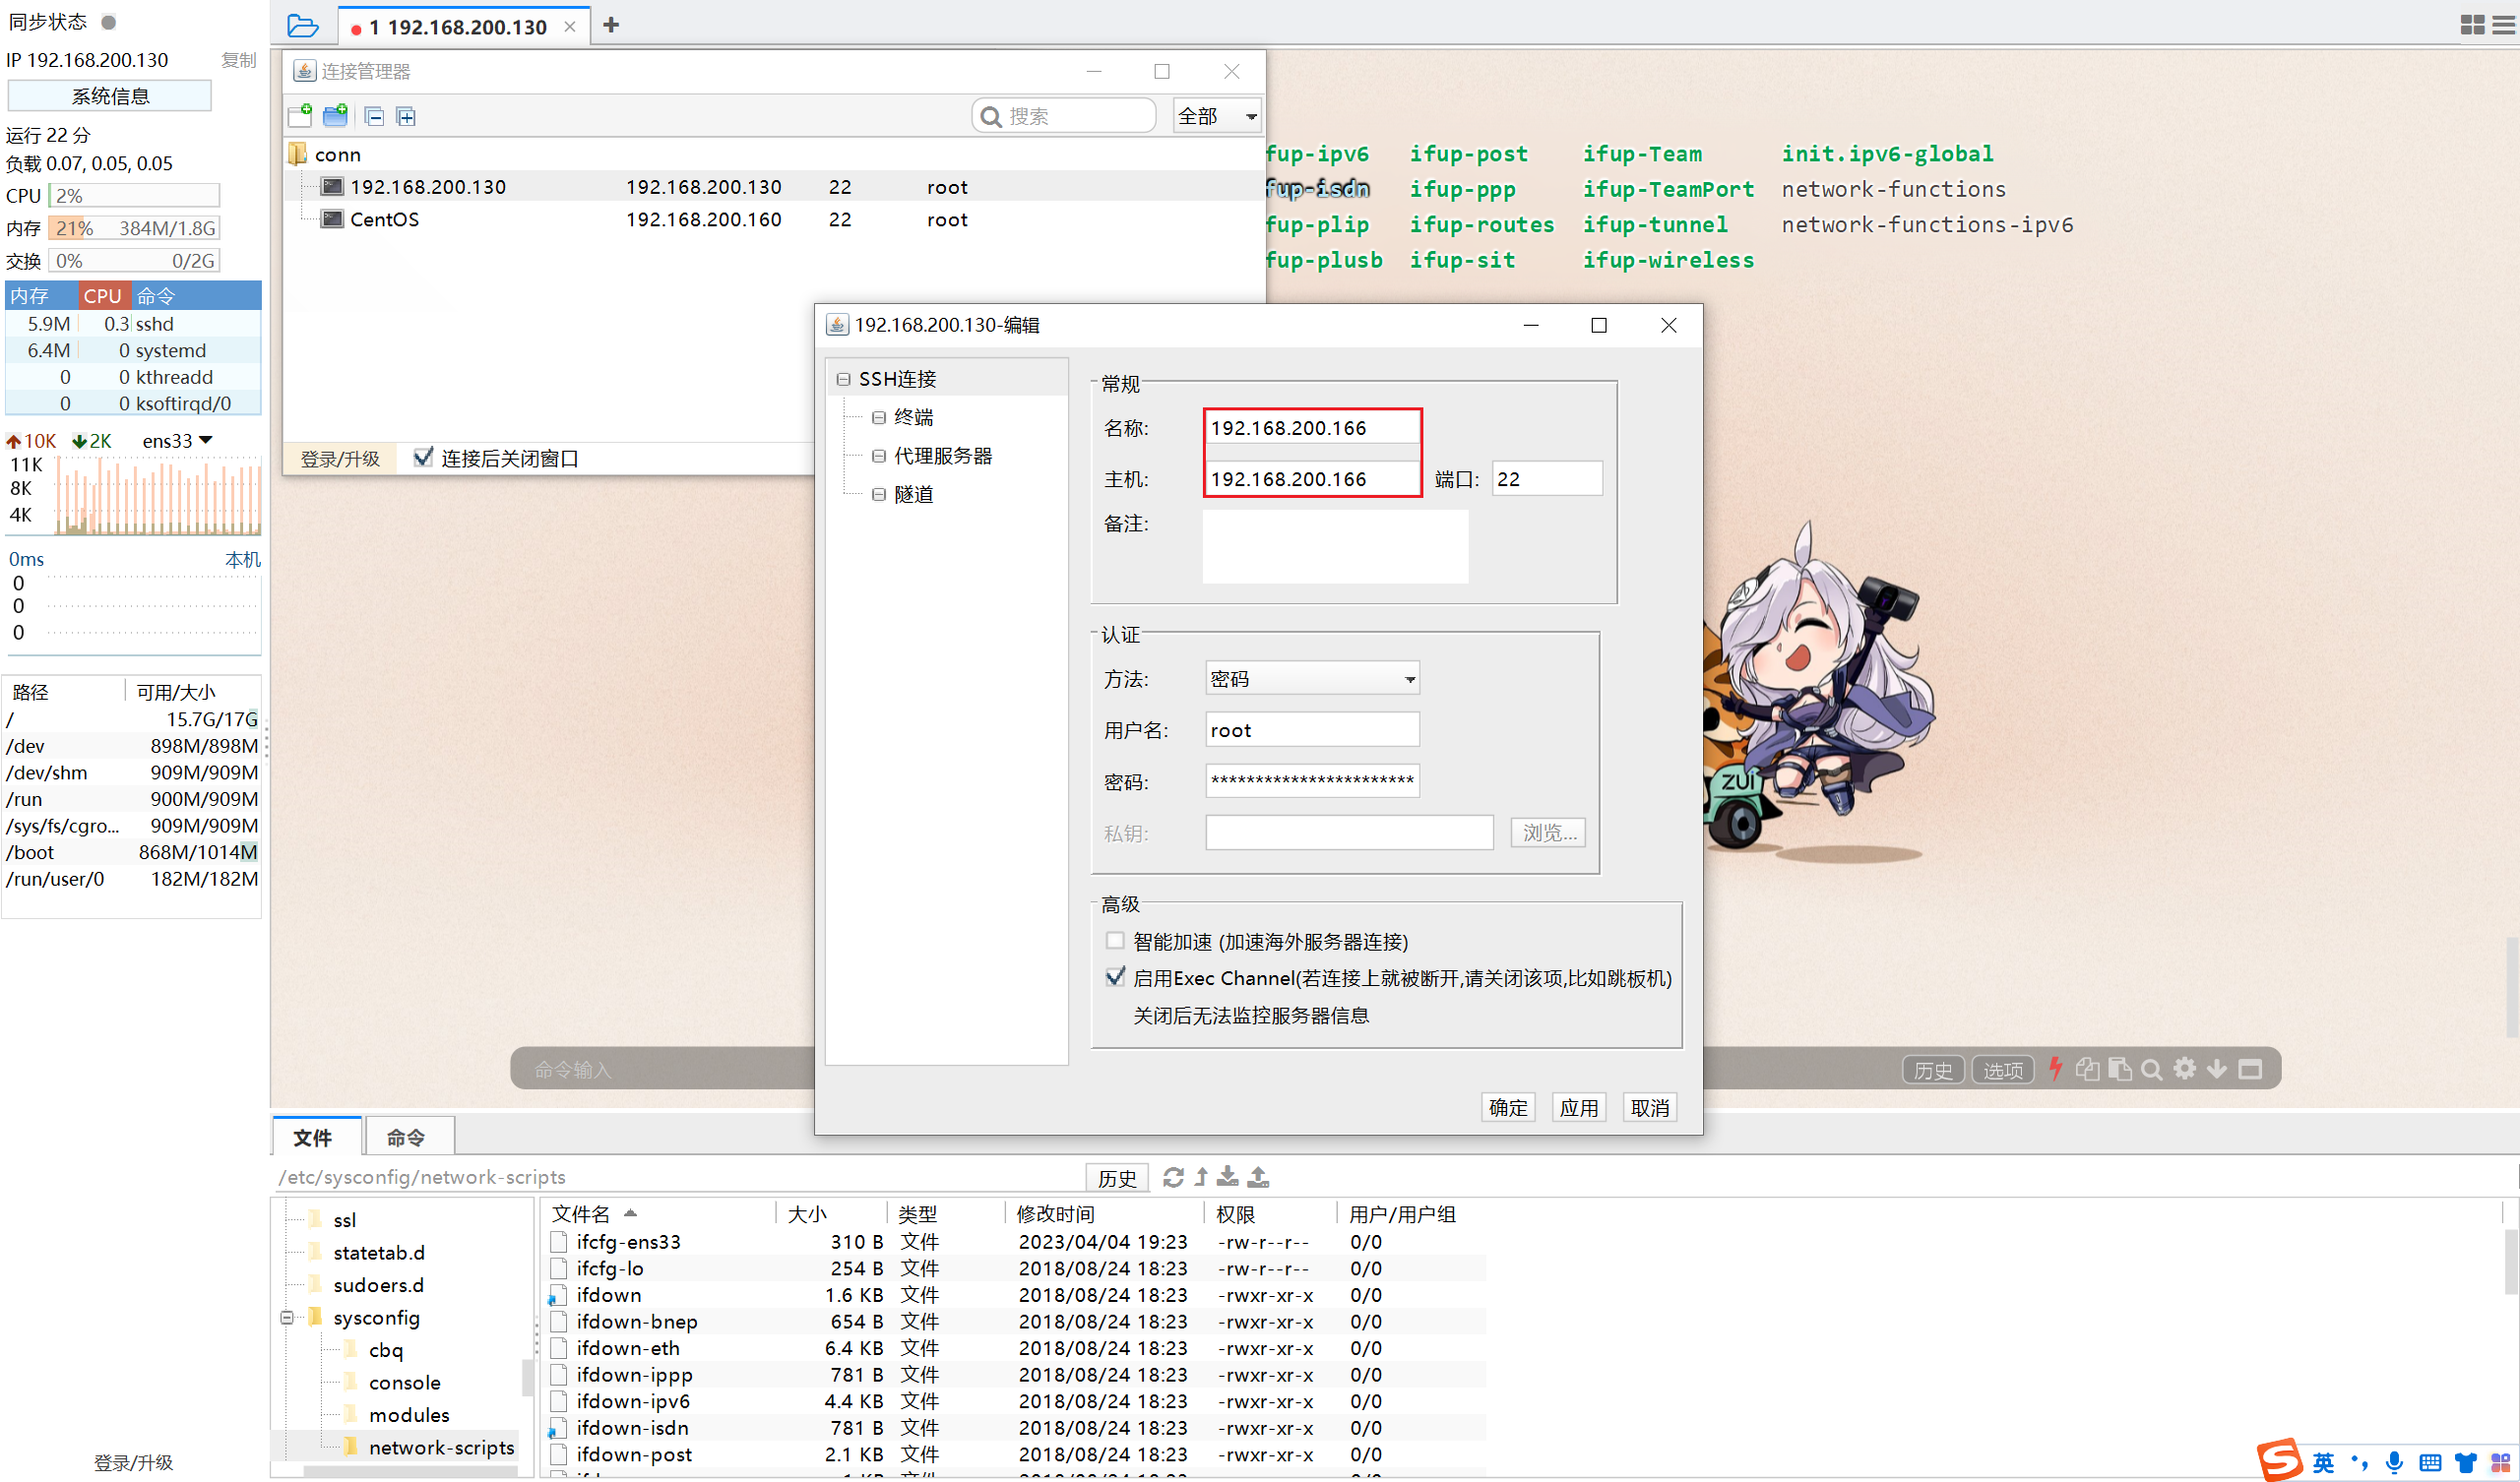 同步状态
IP 192.168.200.130 复制
系统信息
运行 22 分
负载 0.07, 0.05, 0.05
CPU 2%
内存 21% 384M/1.8G
交换 0% 0/2G
内存 CPU 命令
5.9M 0.3 sshd
6.4M 0 systemd
0 0 kthreadd
0 0 ksoftirqd/0
10K 2K ens33
11K
8K
4K
0ms 本机
0
0
0
路径 可用/大小
/ 15.7G/17G
/dev 898M/898M
/dev/shm 909M/909M
/run 900M/909M
/sys/fs/cgro... 909M/909M
/boot 868M/1014M
/run/user/0 182M/182M
登录/升级
1 192.168.200.130
连接管理器
搜索 全部
conn
192.168.200.130 192.168.200.130 22 root
CentOS 192.168.200.160 22 root
登录/升级 连接后关闭窗口
fup-ipv6 ifup-post ifup-Team init.ipv6-global
fup-isdn ifup-ppp ifup-TeamPort network-functions
fup-plip ifup-routes ifup-tunnel network-functions-ipv6
fup-plusb ifup-sit ifup-wireless
192.168.200.130-编辑
SSH连接
终端
代理服务器
隧道
常规
名称: 192.168.200.166
主机: 192.168.200.166 端口: 22
备注:
认证
方法: 密码
用户名: root
密码: ***********************
私钥: 浏览...
高级
智能加速 (加速海外服务器连接)
启用Exec Channel(若连接上就被断开,请关闭该项,比如跳板机)
关闭后无法监控服务器信息
确定 应用 取消
ZUI
命令输入 历史 选项
文件 命令
/etc/sysconfig/network-scripts 历史
ssl
statetab.d
sudoers.d
sysconfig
cbq
console
modules
network-scripts
文件名 大小 类型 修改时间 权限 用户/用户组
ifcfg-ens33 310 B 文件 2023/04/04 19:23 -rw-r--r-- 0/0
ifcfg-lo 254 B 文件 2018/08/24 18:23 -rw-r--r-- 0/0
ifdown 1.6 KB 文件 2018/08/24 18:23 -rwxr-xr-x 0/0
ifdown-bnep 654 B 文件 2018/08/24 18:23 -rwxr-xr-x 0/0
ifdown-eth 6.4 KB 文件 2018/08/24 18:23 -rwxr-xr-x 0/0
ifdown-ippp 781 B 文件 2018/08/24 18:23 -rwxr-xr-x 0/0
ifdown-ipv6 4.4 KB 文件 2018/08/24 18:23 -rwxr-xr-x 0/0
ifdown-isdn 781 B 文件 2018/08/24 18:23 -rwxr-xr-x 0/0
ifdown-post 2.1 KB 文件 2018/08/24 18:23 -rwxr-xr-x 0/0
英